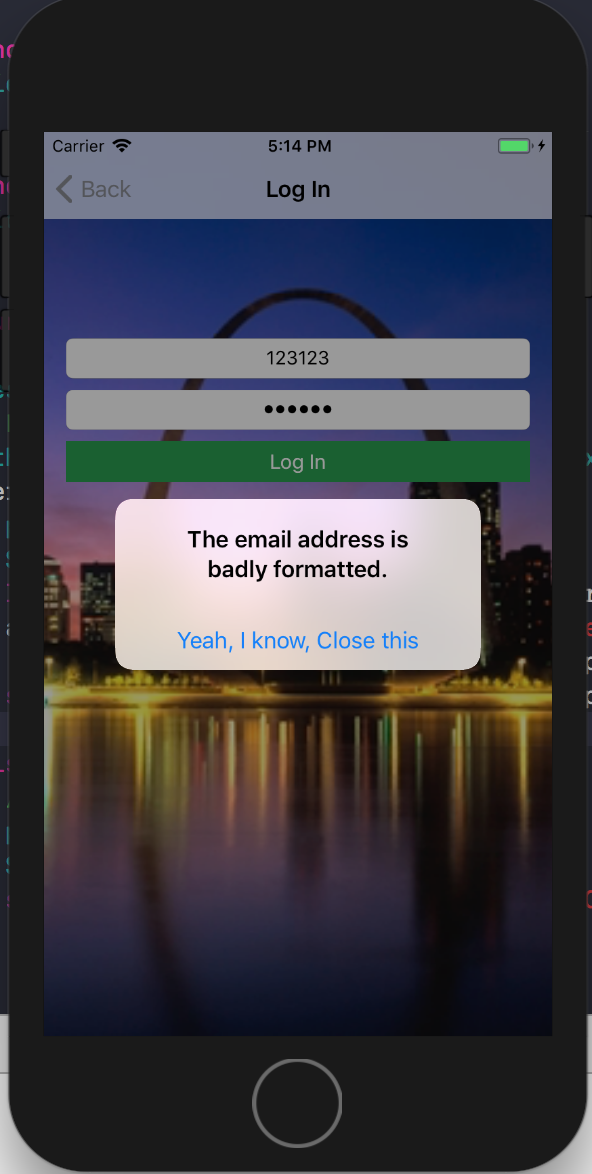 Carrier 5:14 PM
Back Log In
123123
••••••
Log In
The email address is
badly formatted.
Yeah, I know, Close this